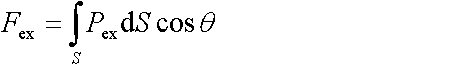 F_ex = ∫_S P_ex dS cos θ